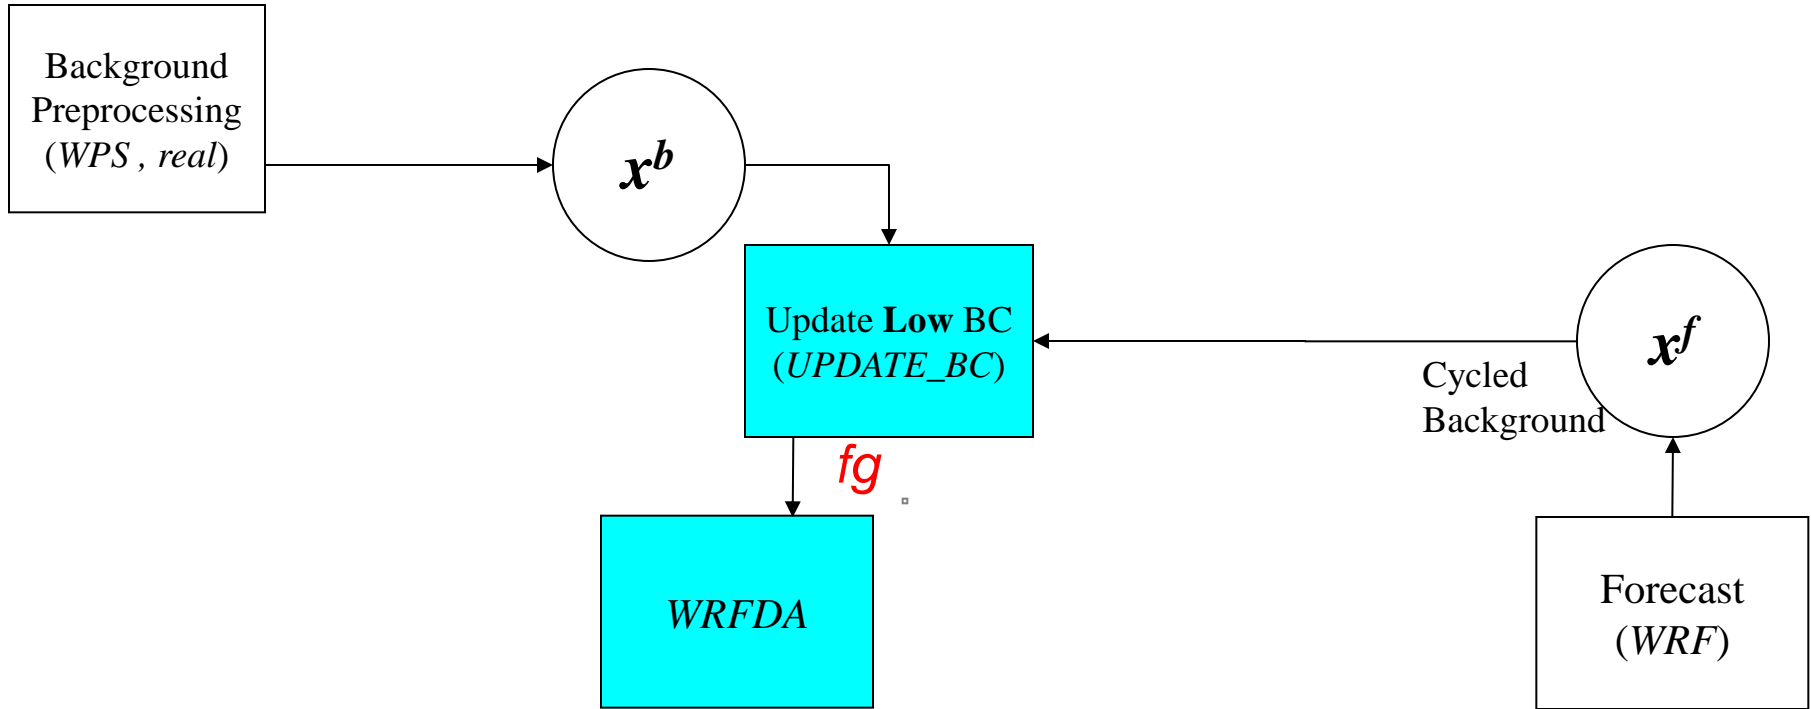 Background
Preprocessing
(WPS , real)
x^b
Update Low BC
(UPDATE_BC)
x^f
Cycled
Background
fg
WRFDA
Forecast
(WRF)